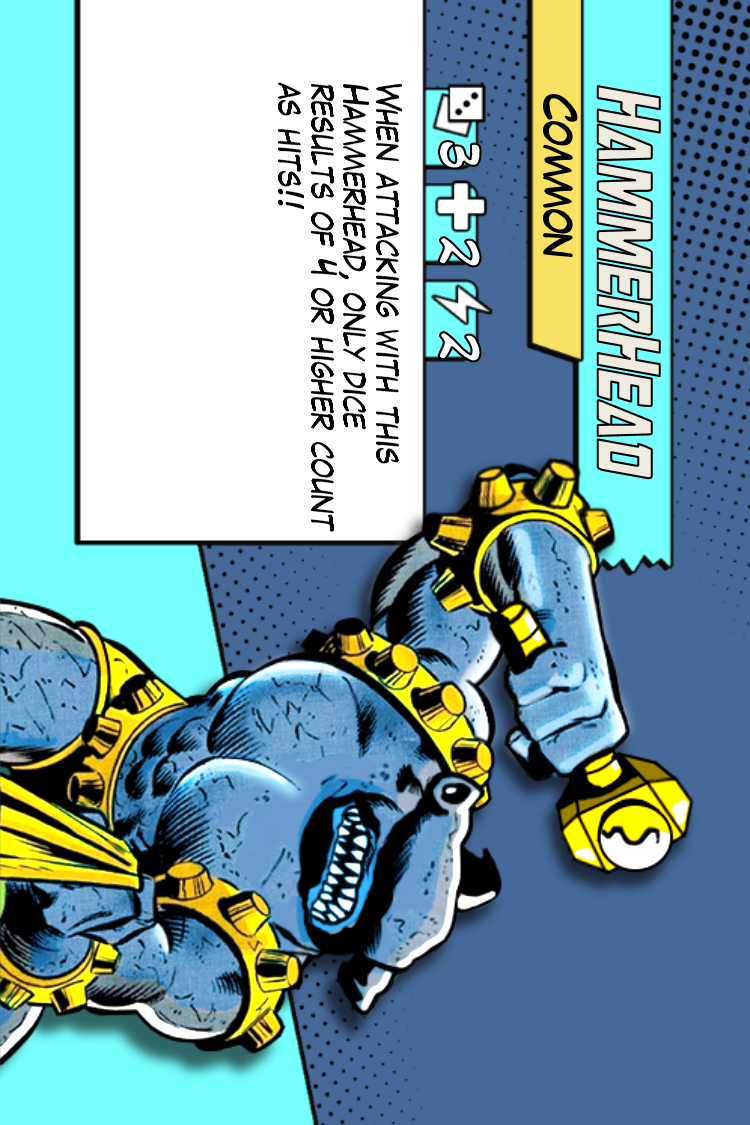 HAMMERHEAD
COMMON
3 2 2
WHEN ATTACKING WITH THIS
HAMMERHEAD, ONLY DICE
RESULTS OF 4 OR HIGHER COUNT
AS HITS!!